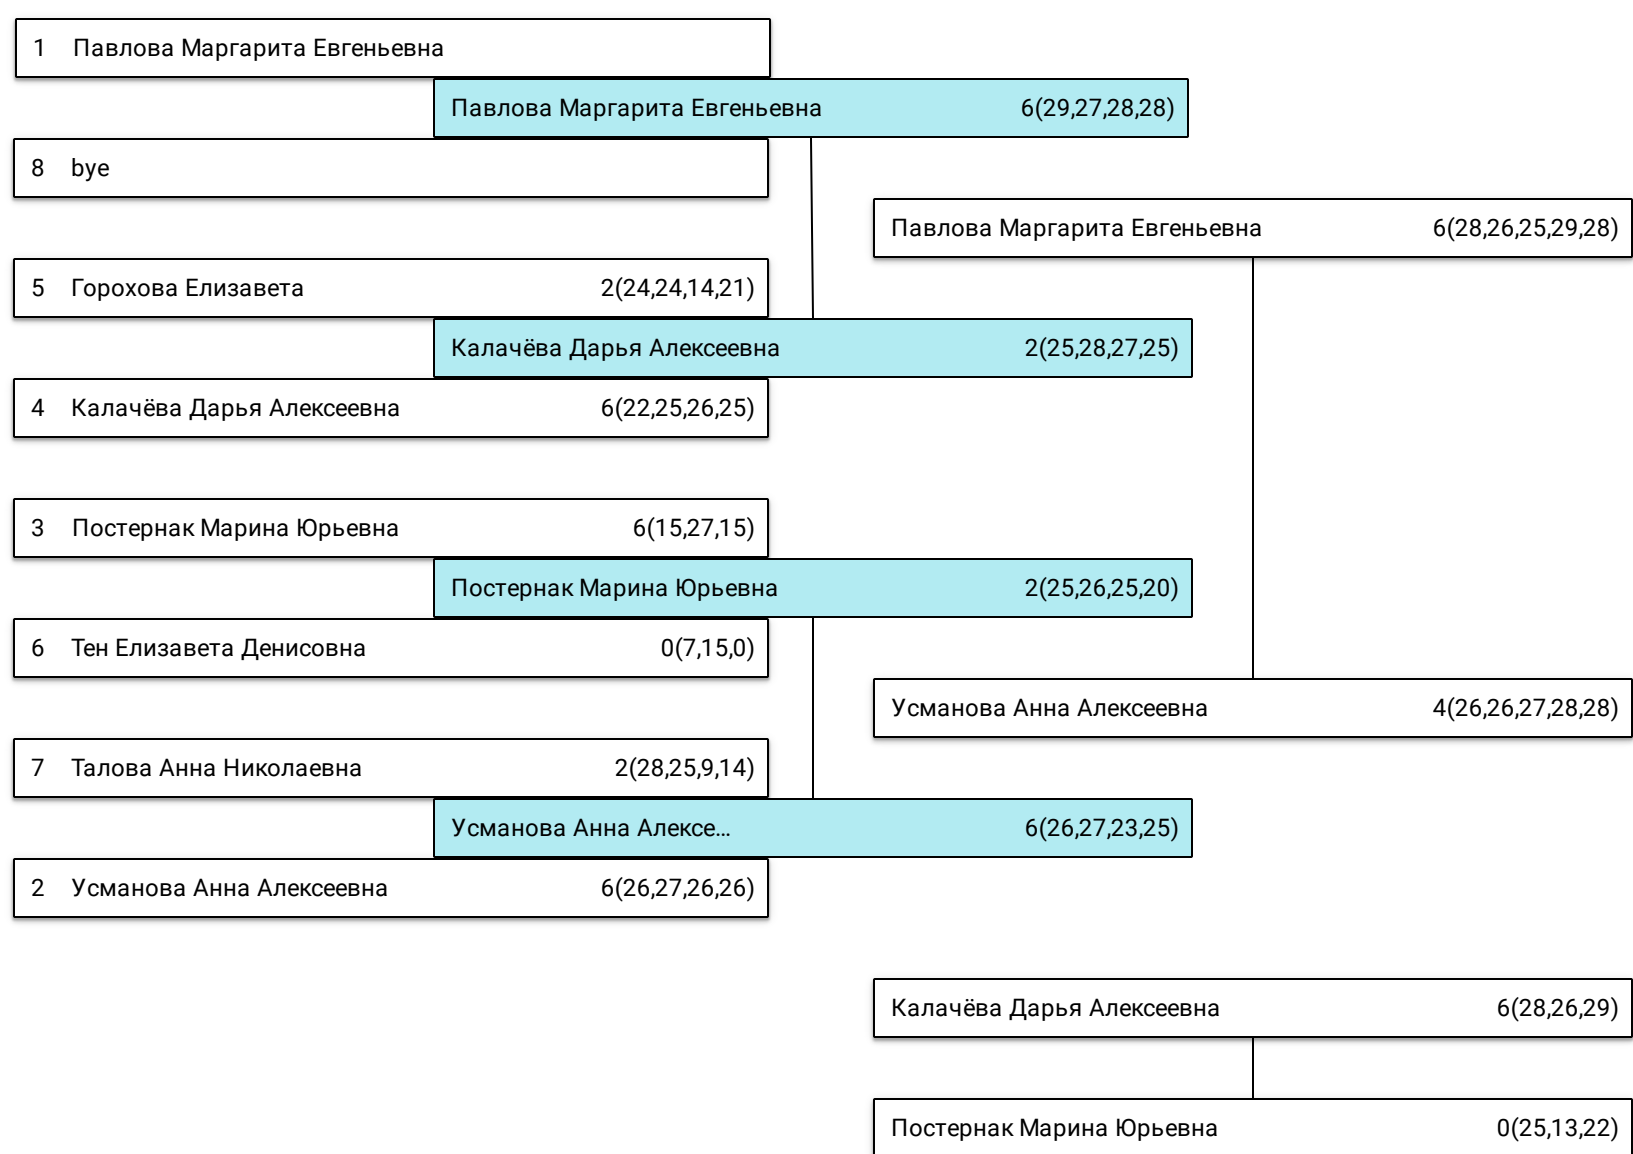 1 Павлова Маргарита Евгеньевна
Павлова Маргарита Евгеньевна 6(29,27,28,28)
8 bye
Павлова Маргарита Евгеньевна 6(28,26,25,29,28)
5 Горохова Елизавета 2(24,24,14,21)
Калачёва Дарья Алексеевна 2(25,28,27,25)
4 Калачёва Дарья Алексеевна 6(22,25,26,25)
3 Постернак Марина Юрьевна 6(15,27,15)
Постернак Марина Юрьевна 2(25,26,25,20)
6 Тен Елизавета Денисовна 0(7,15,0)
Усманова Анна Алексеевна 4(26,26,27,28,28)
7 Талова Анна Николаевна 2(28,25,9,14)
Усманова Анна Алексе... 6(26,27,23,25)
2 Усманова Анна Алексеевна 6(26,27,26,26)
Калачёва Дарья Алексеевна 6(28,26,29)
Постернак Марина Юрьевна 0(25,13,22)